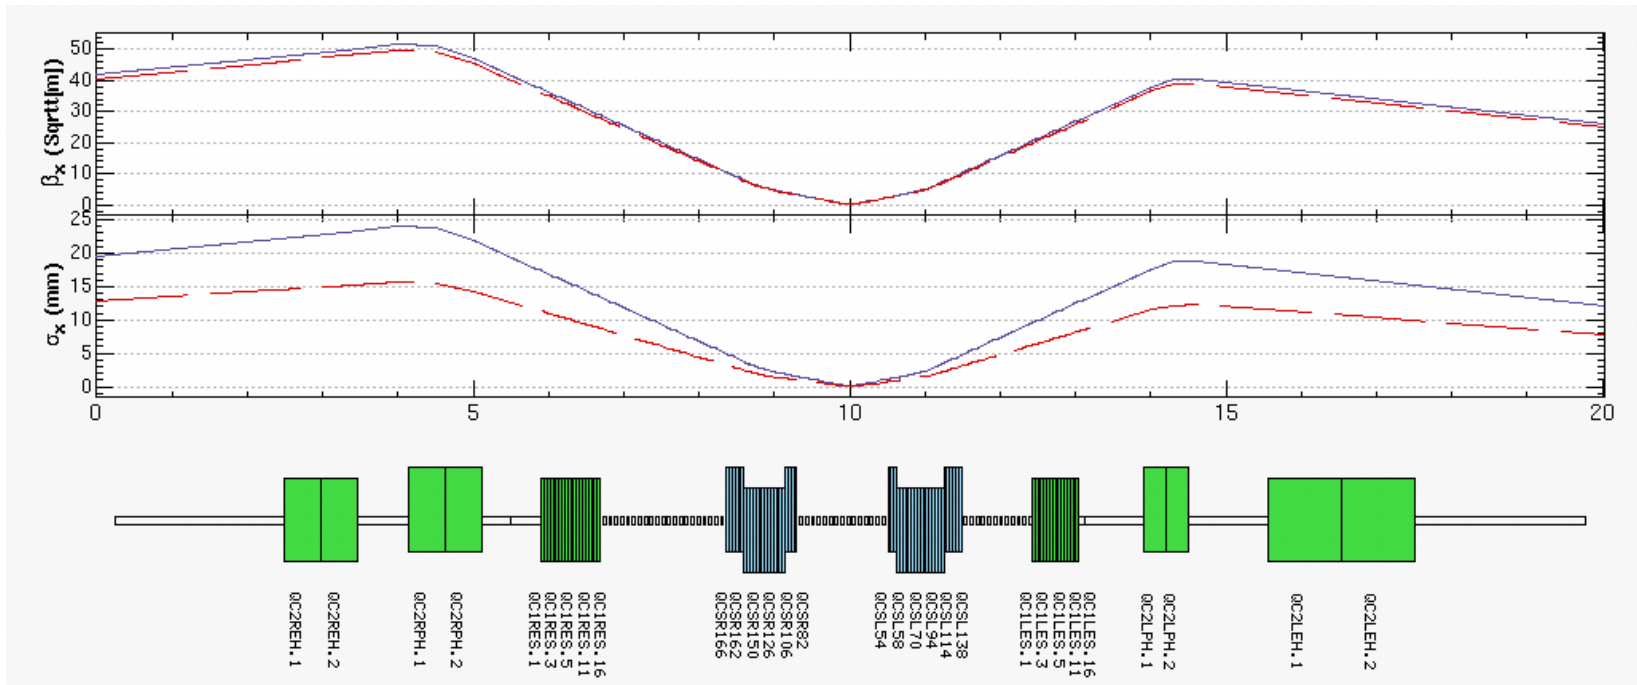 50
40
30
20
10
0
βx (Sqrtt[m])
25
20
15
10
5
0
σx (mm)
0 5 10 15 20
QC2REH.1
QC2REH.2
QC2RPH.1
QC2RPH.2
QC1RES.1
QC1RES.3
QC1RES.5
QC1RES.11
QC1RES.16
QCSR166
QCSR162
QCSR150
QCSR126
QCSR106
QCSR82
QCSL54
QCSL58
QCSL70
QCSL94
QCSL114
QCSL138
QC1LES.1
QC1LES.3
QC1LES.5
QC1LES.11
QC1LES.16
QC2LPH.1
QC2LPH.2
QC2LEH.1
QC2LEH.2